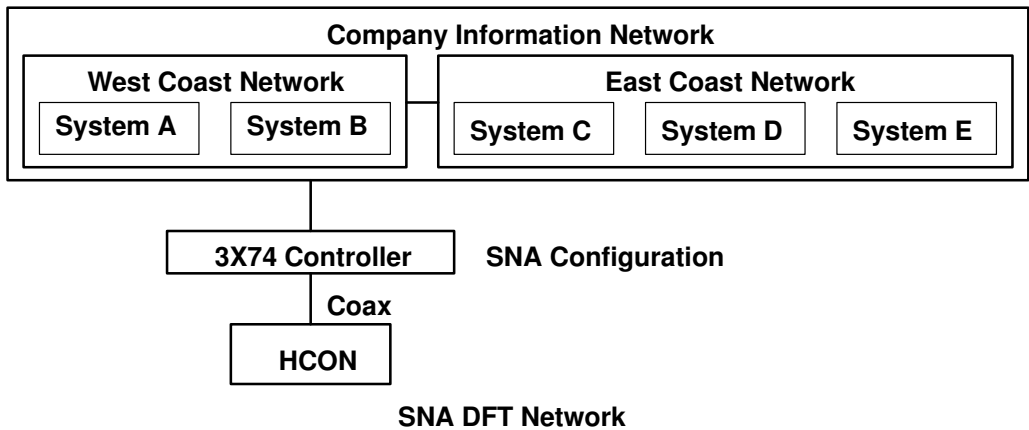 Company Information Network
West Coast Network
East Coast Network
System A
System B
System C
System D
System E
3X74 Controller
SNA Configuration
Coax
HCON
SNA DFT Network